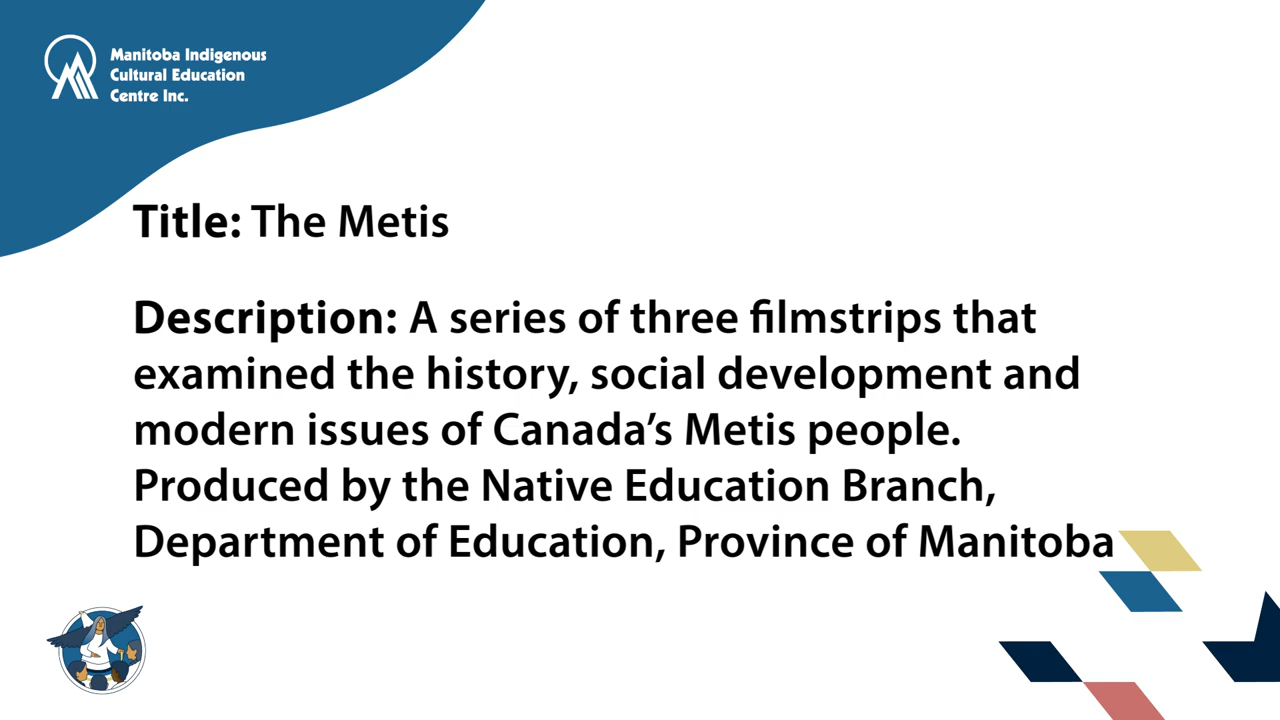 Manitoba Indigenous
Cultural Education
Centre Inc.
Title: The Metis
Description: A series of three filmstrips that
examined the history, social development and
modern issues of Canada’s Metis people.
Produced by the Native Education Branch,
Department of Education, Province of Manitoba